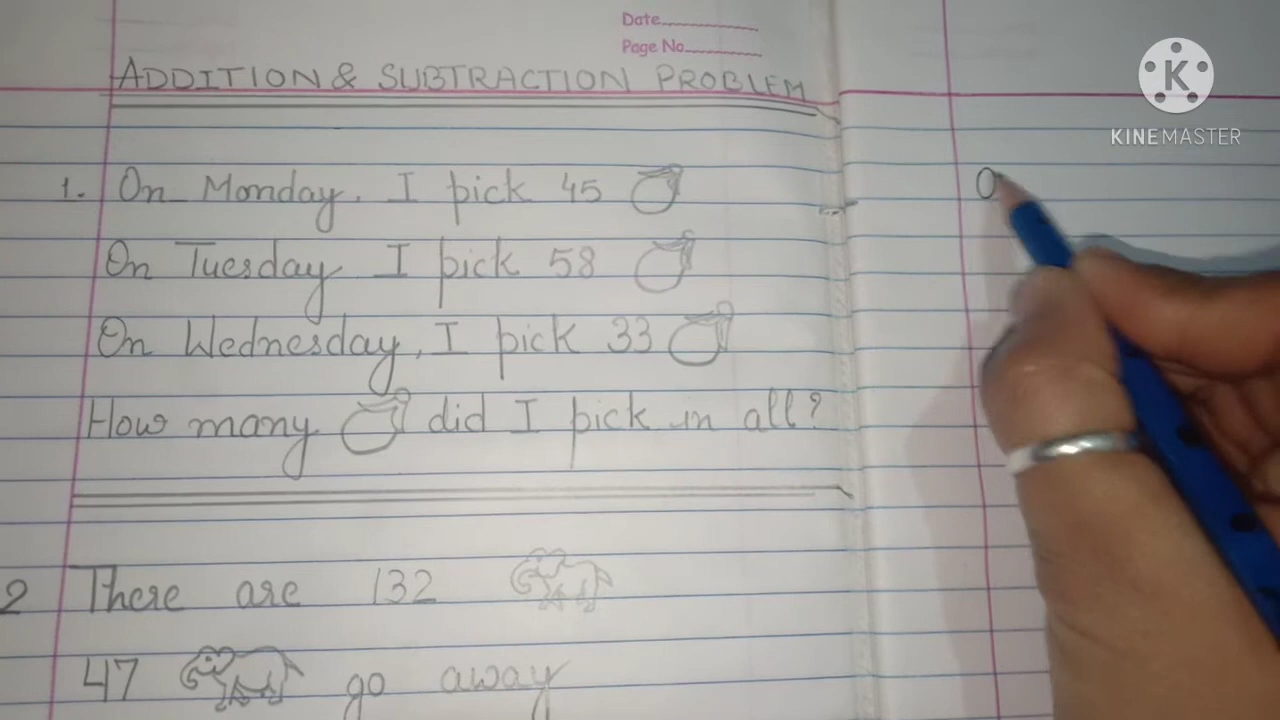 Date
Page No
KINEMASTER
ADDITION & SUBTRACTION PROBLEM
1. On Monday, I pick 45
On Tuesday I pick 58
On Wednesday, I pick 33
How many did I pick in all?
2 There are 132
47 go away
O